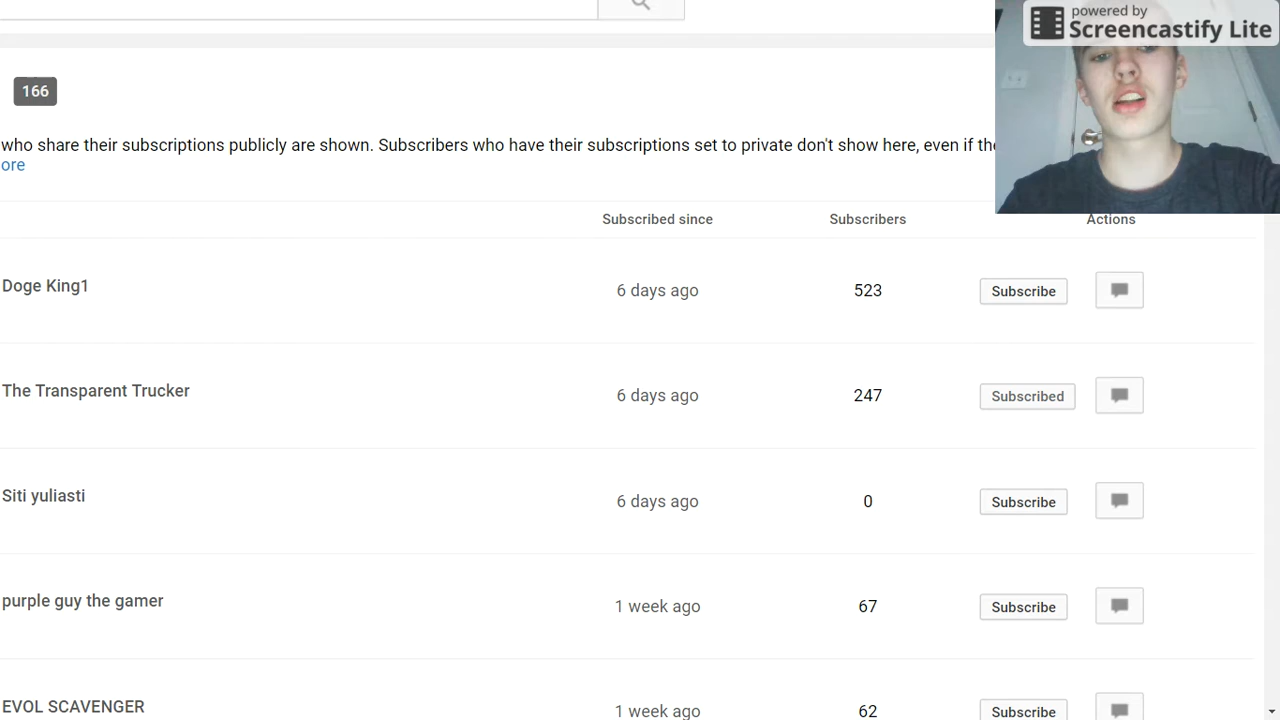 powered by
Screencastify Lite
166
who share their subscriptions publicly are shown. Subscribers who have their subscriptions set to private don't show here, even if the
ore
Subscribed since Subscribers Actions
Doge King1 6 days ago 523 Subscribe
The Transparent Trucker 6 days ago 247 Subscribed
Siti yuliasti 6 days ago 0 Subscribe
purple guy the gamer 1 week ago 67 Subscribe
EVOL SCAVENGER 1 week ago 62 Subscribe